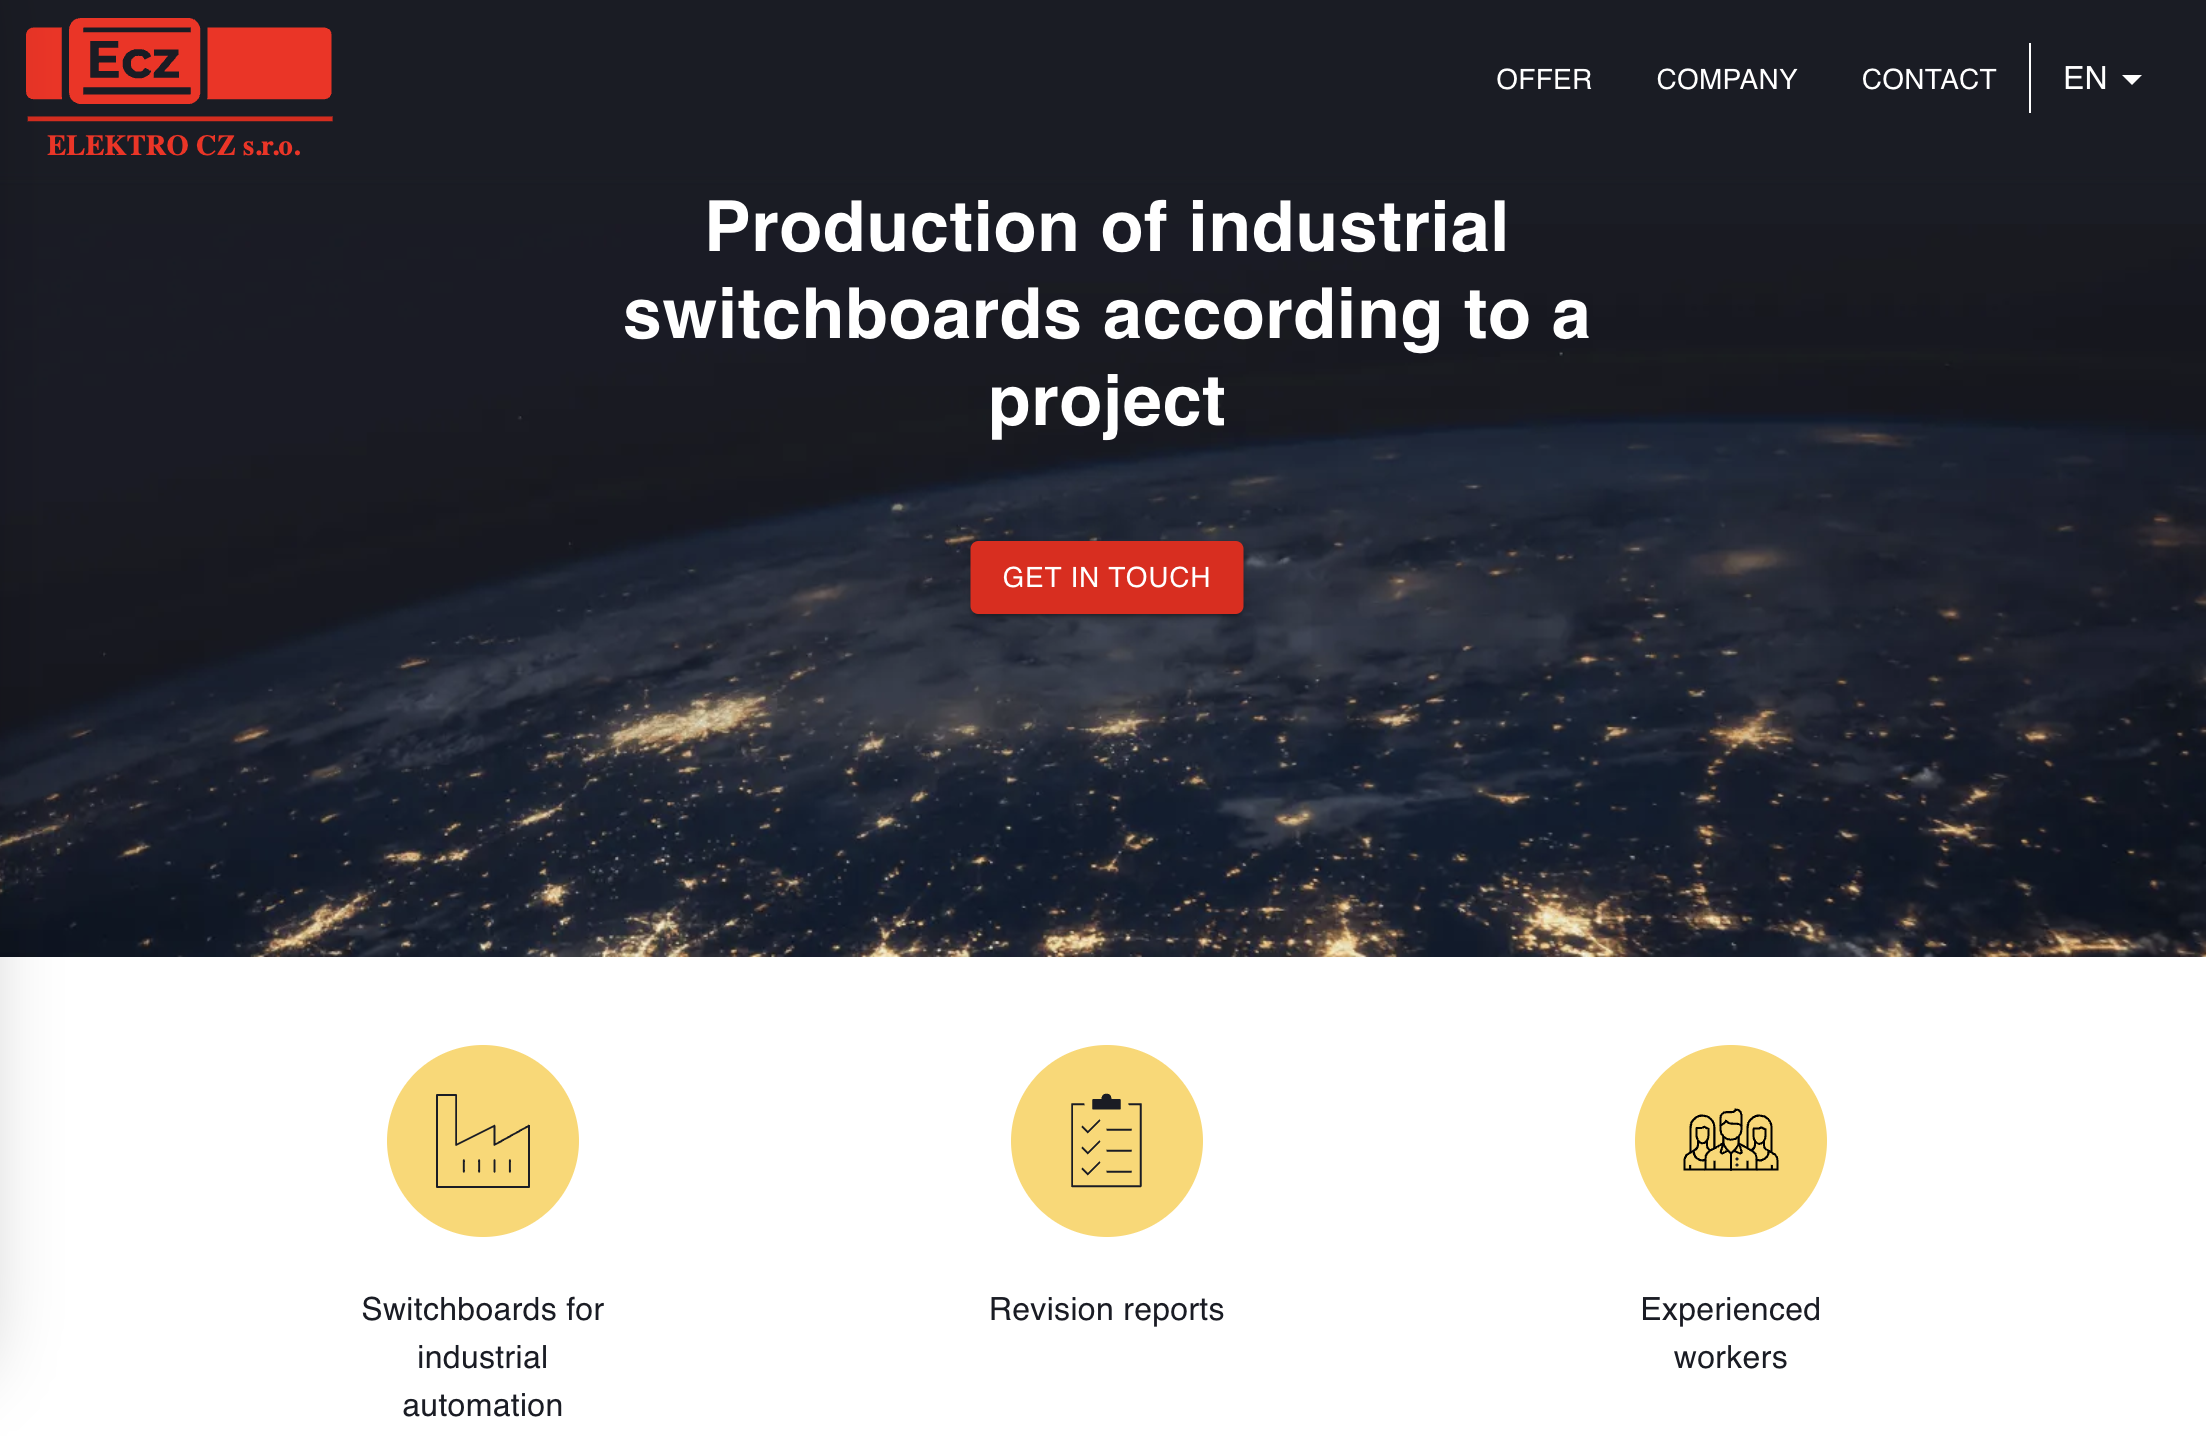 Ecz
ELEKTRO CZ s.r.o.
OFFER COMPANY CONTACT EN
Production of industrial
switchboards according to a
project
GET IN TOUCH
Switchboards for
industrial
automation
Revision reports
Experienced
workers